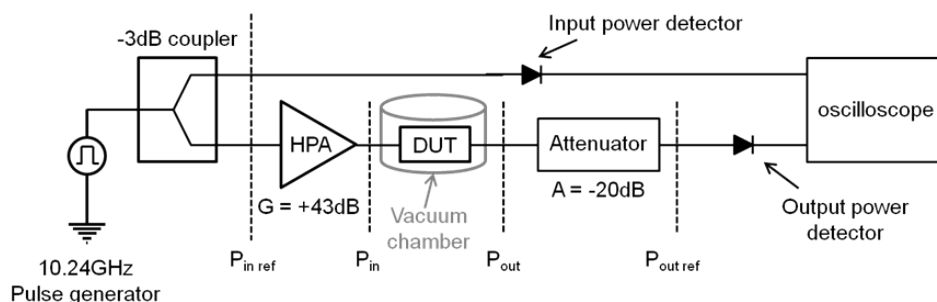 -3dB coupler
Input power
detector
oscilloscope
HPA
DUT
Attenuator
G = +43dB
A = -20dB
Vacuum
chamber
Output power
detector
P in ref
P in
P out
P out ref
10.24GHz
Pulse generator